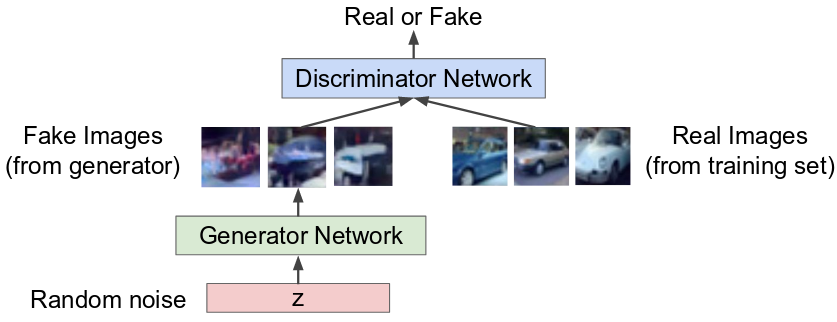 Real or Fake
Discriminator Network
Fake Images
(from generator)
Real Images
(from training set)
Generator Network
Random noise
z